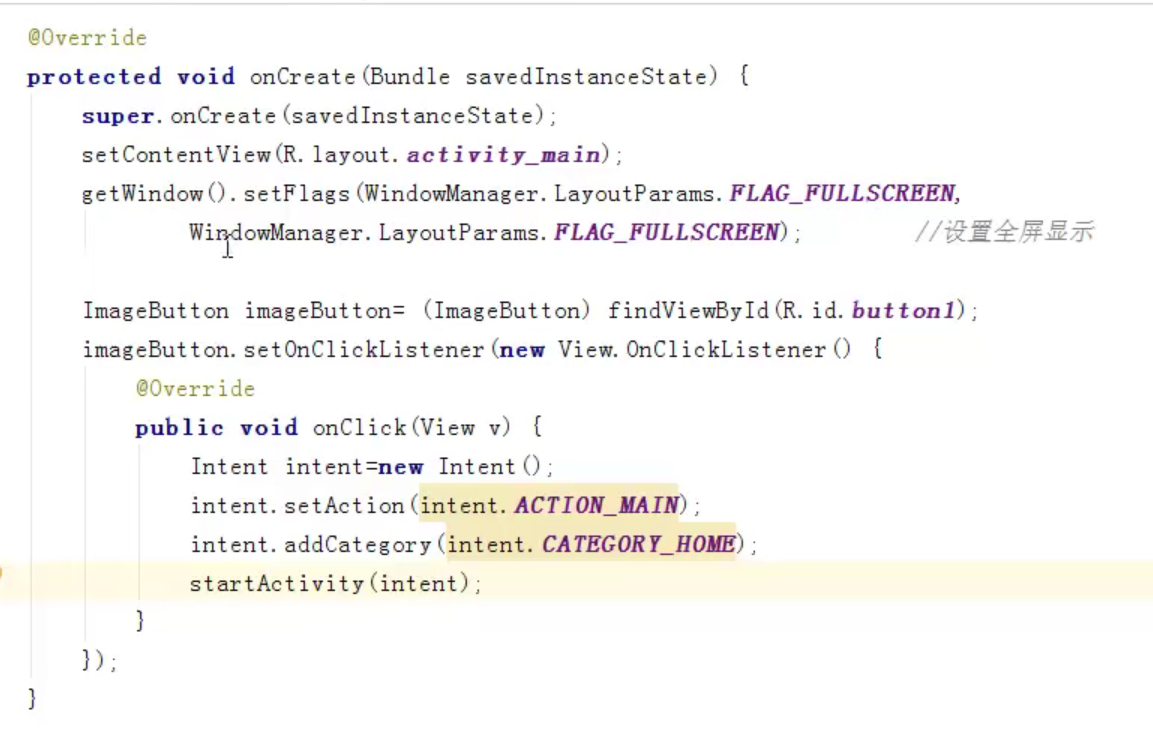 @Override
protected void onCreate(Bundle savedInstanceState) {
super.onCreate(savedInstanceState);
setContentView(R.layout.activity_main);
getWindow().setFlags(WindowManager.LayoutParams.FLAG_FULLSCREEN,
WindowManager.LayoutParams.FLAG_FULLSCREEN); //设置全屏显示
ImageButton imageButton= (ImageButton) findViewById(R.id.button1);
imageButton.setOnClickListener(new View.OnClickListener() {
@Override
public void onClick(View v) {
Intent intent=new Intent();
intent.setAction(intent.ACTION_MAIN);
intent.addCategory(intent.CATEGORY_HOME);
startActivity(intent);
}
});
}